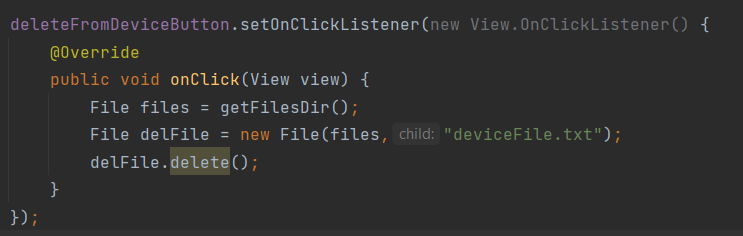 deleteFromDeviceButton.setOnClickListener(new View.OnClickListener() {
@Override
public void onClick(View view) {
File files = getFilesDir();
File delFile = new File(files, child: "deviceFile.txt");
delFile.delete();
}
});